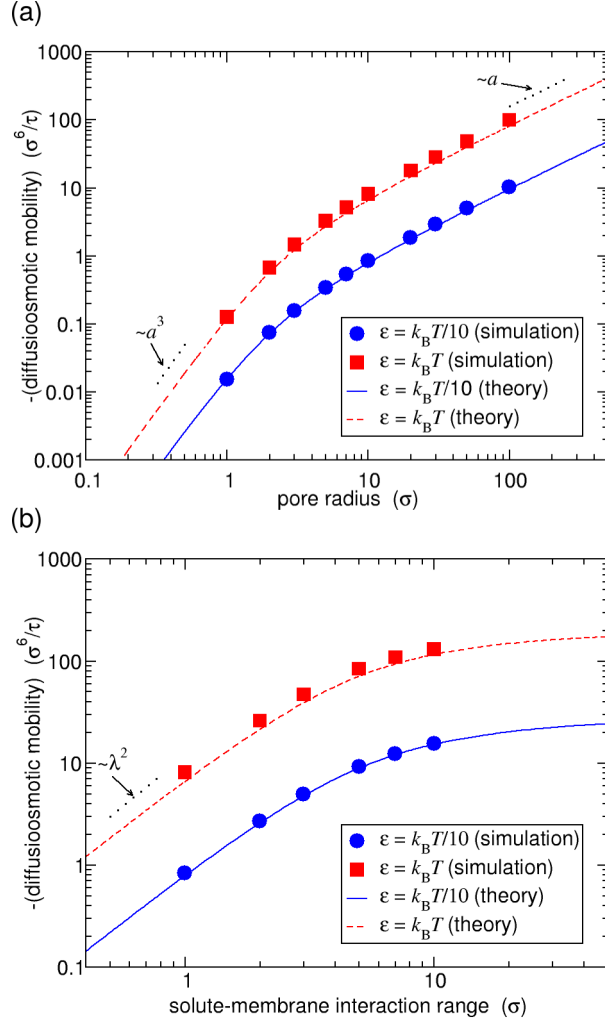 (a)
-(diffusioosmotic mobility) (σ⁶/τ)
1000
100
10
1
0.1
0.01
0.001
~a
~a³
ε = k_BT/10 (simulation)
ε = k_BT (simulation)
ε = k_BT/10 (theory)
ε = k_BT (theory)
0.1 1 10 100
pore radius (σ)
(b)
-(diffusioosmotic mobility) (σ⁶/τ)
1000
100
10
1
0.1
~λ²
ε = k_BT/10 (simulation)
ε = k_BT (simulation)
ε = k_BT/10 (theory)
ε = k_BT (theory)
1 10
solute-membrane interaction range (σ)